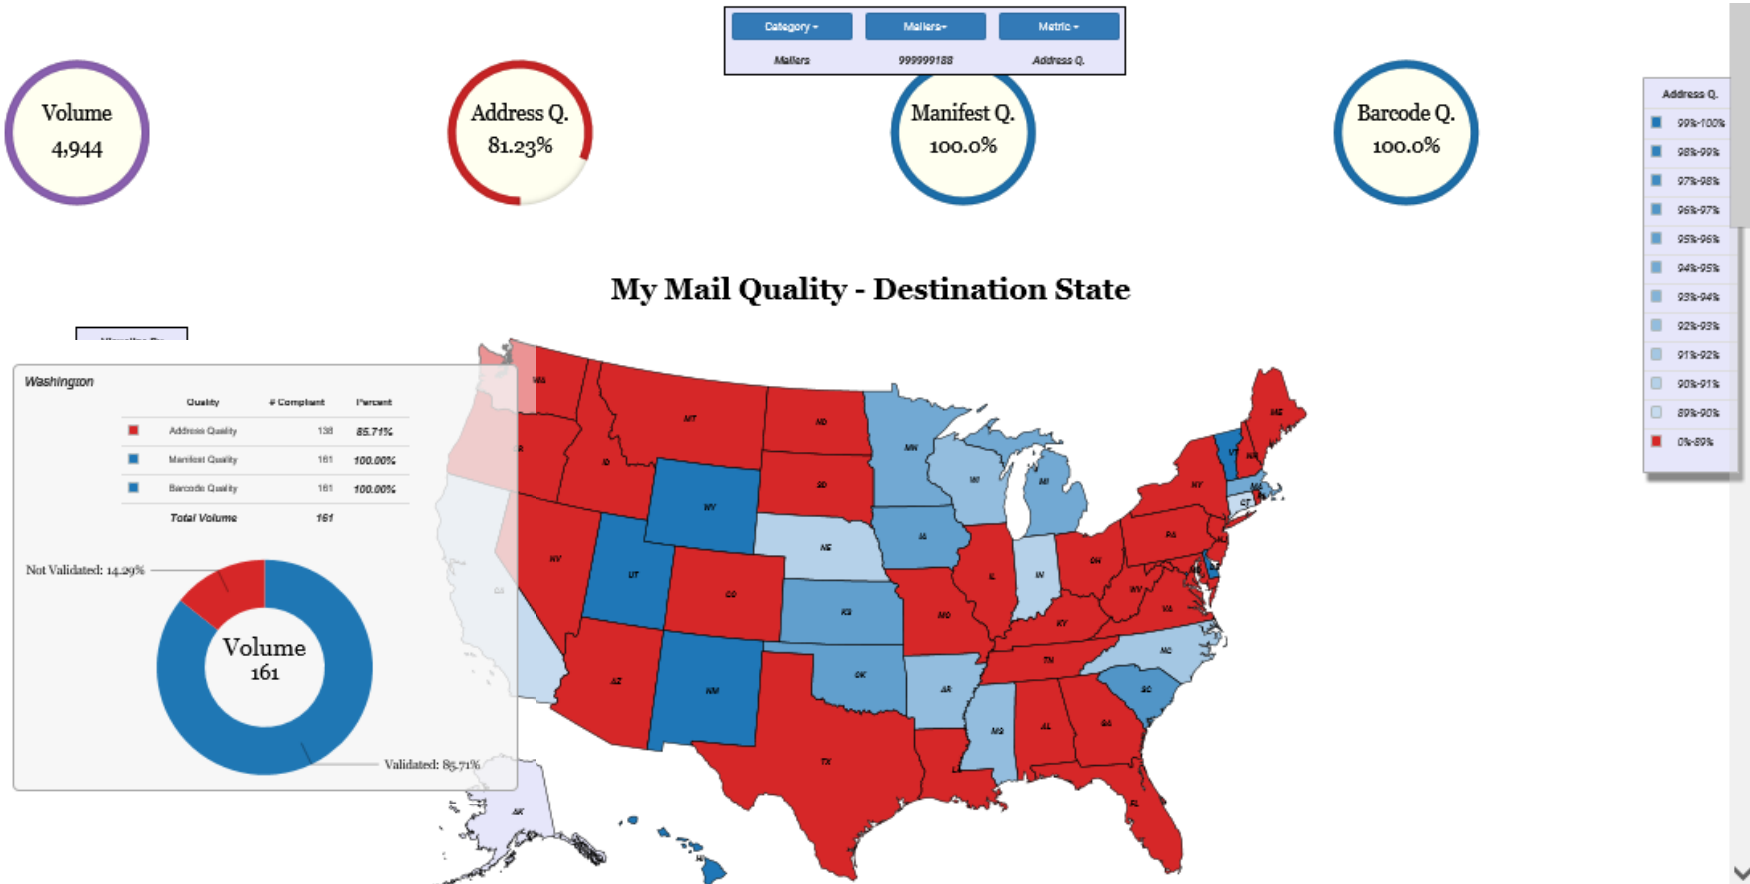 Category Mailers Metric
Mailers 999999188 Address Q.
Volume
4,944
Address Q.
81.23%
Manifest Q.
100.0%
Barcode Q.
100.0%
Address Q.
99%-100%
98%-99%
97%-98%
96%-97%
95%-96%
94%-95%
93%-94%
92%-93%
91%-92%
90%-91%
89%-90%
0%-89%
My Mail Quality - Destination State
Washington
Quality # Compliant Percent
Address Quality 138 85.71%
Manifest Quality 161 100.00%
Barcode Quality 161 100.00%
Total Volume 161
Not Validated: 14.29%
Volume
161
Validated: 85.71%
WA
MT
ND
MN
ME
ID
SD
WI
MI
VT
NH
NY
MA
CT
WY
NE
IA
PA
NJ
NV
UT
CO
IL
IN
OH
WV
VA
CA
KS
MO
KY
AZ
NM
OK
AR
TN
NC
SC
MS
AL
GA
TX
LA
FL
AK
HI